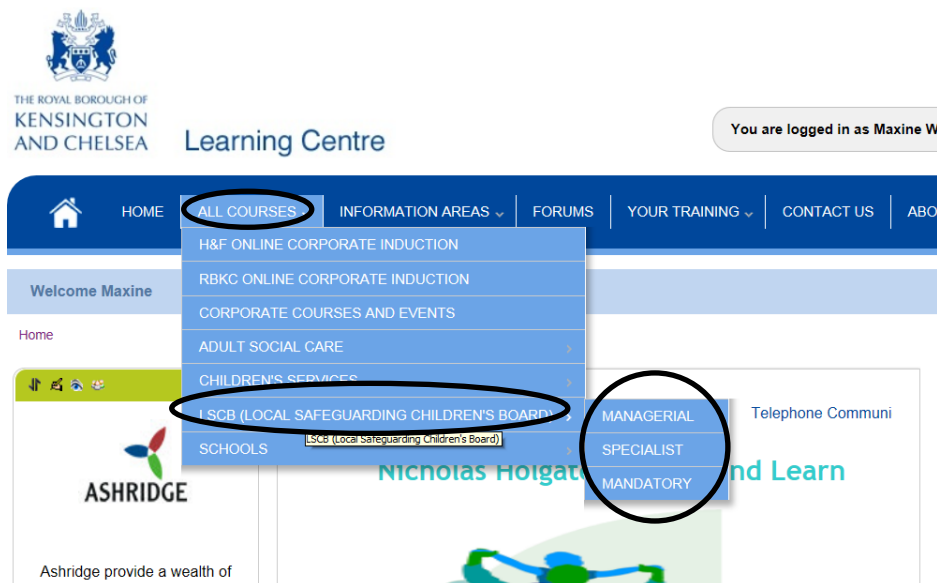 THE ROYAL BOROUGH OF
KENSINGTON
AND CHELSEA
Learning Centre
You are logged in as Maxine W
HOME
ALL COURSES
INFORMATION AREAS
FORUMS
YOUR TRAINING
CONTACT US
ABO
H&F ONLINE CORPORATE INDUCTION
RBKC ONLINE CORPORATE INDUCTION
CORPORATE COURSES AND EVENTS
ADULT SOCIAL CARE
CHILDREN'S SERVICES
LSCB (LOCAL SAFEGUARDING CHILDREN'S BOARD)
SCHOOLS
LSCB (Local Safeguarding Children's Board)
MANAGERIAL
SPECIALIST
MANDATORY
Welcome Maxine
Home
ASHRIDGE
Ashridge provide a wealth of
Telephone Communi
Nicholas Holgat nd Learn